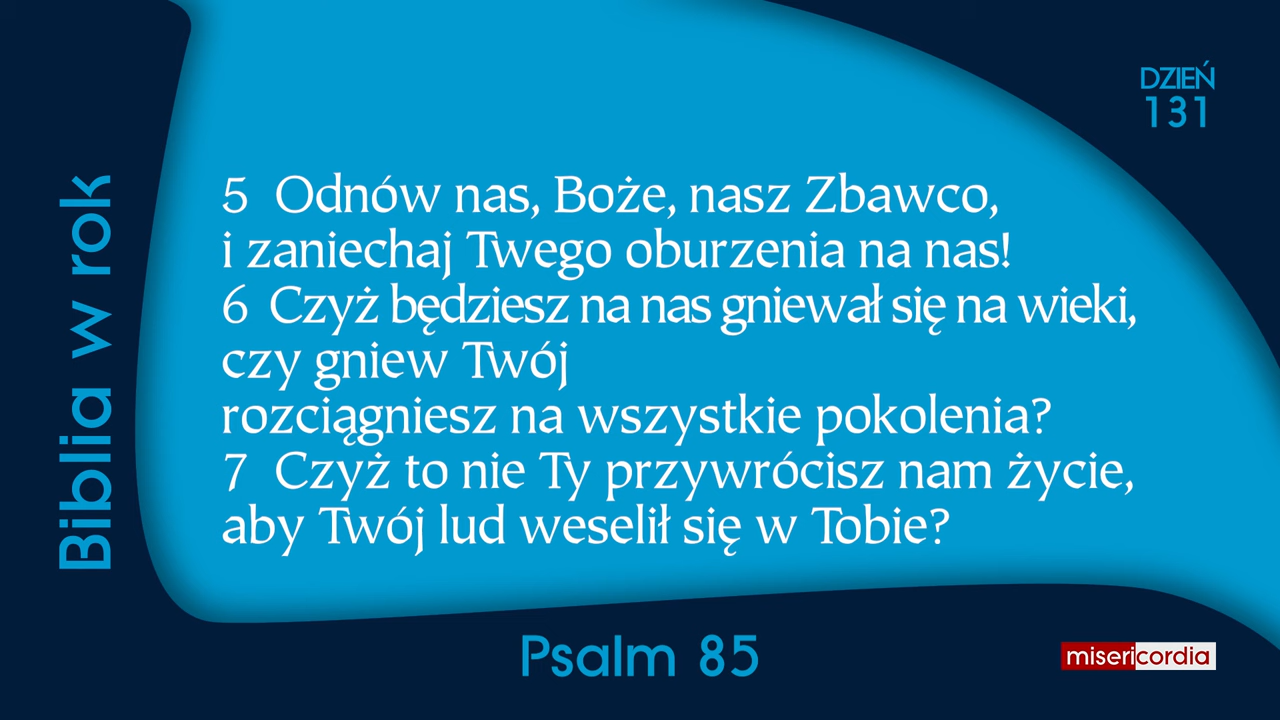 DZIEŃ
131
Biblia w rok
5 Odnów nas, Boże, nasz Zbawco,
i zaniechaj Twego oburzenia na nas!
6 Czyż będziesz na nas gniewał się na wieki,
czy gniew Twój
rozciągniesz na wszystkie pokolenia?
7 Czyż to nie Ty przywrócisz nam życie,
aby Twój lud weselił się w Tobie?
Psalm 85
misericordia